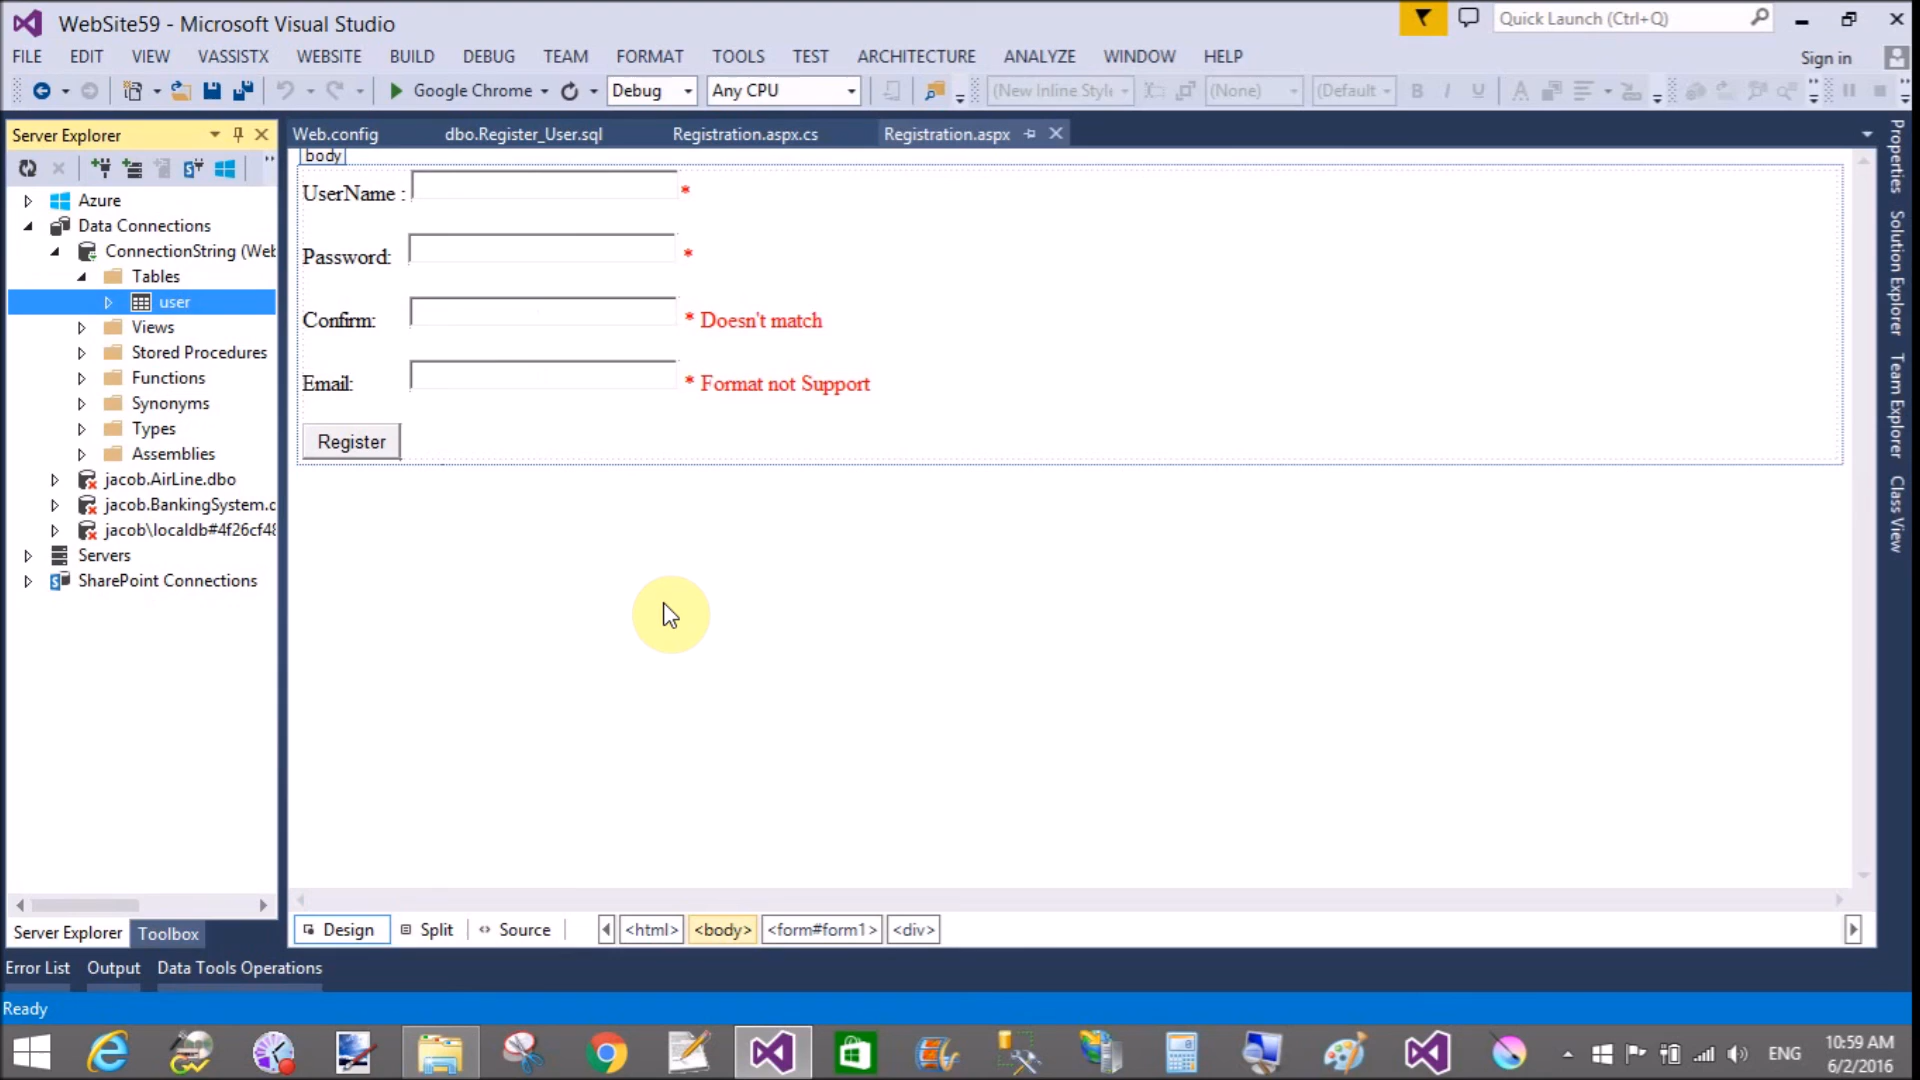 WebSite59 - Microsoft Visual Studio
Quick Launch (Ctrl+Q)
FILE EDIT VIEW VASSISTX WEBSITE BUILD DEBUG TEAM FORMAT TOOLS TEST ARCHITECTURE ANALYZE WINDOW HELP Sign in
Google Chrome Debug Any CPU (New Inline Style (None) (Default B I U A
Server Explorer
Web.config dbo.Register_User.sql Registration.aspx.cs Registration.aspx
body
Azure
Data Connections
ConnectionString (Web
Tables
user
Views
Stored Procedures
Functions
Synonyms
Types
Assemblies
jacob.AirLine.dbo
jacob.BankingSystem.
jacob\localdb#4f26cf48
Servers
SharePoint Connections
UserName : *
Password: *
Confirm: * Doesn't match
Email: * Format not Support
Register
Properties
Solution Explorer
Team Explorer
Class View
Server Explorer Toolbox
Design Split Source <html> <body> <form#form1> <div>
Error List Output Data Tools Operations
Ready
ENG
10:59 AM
6/2/2016